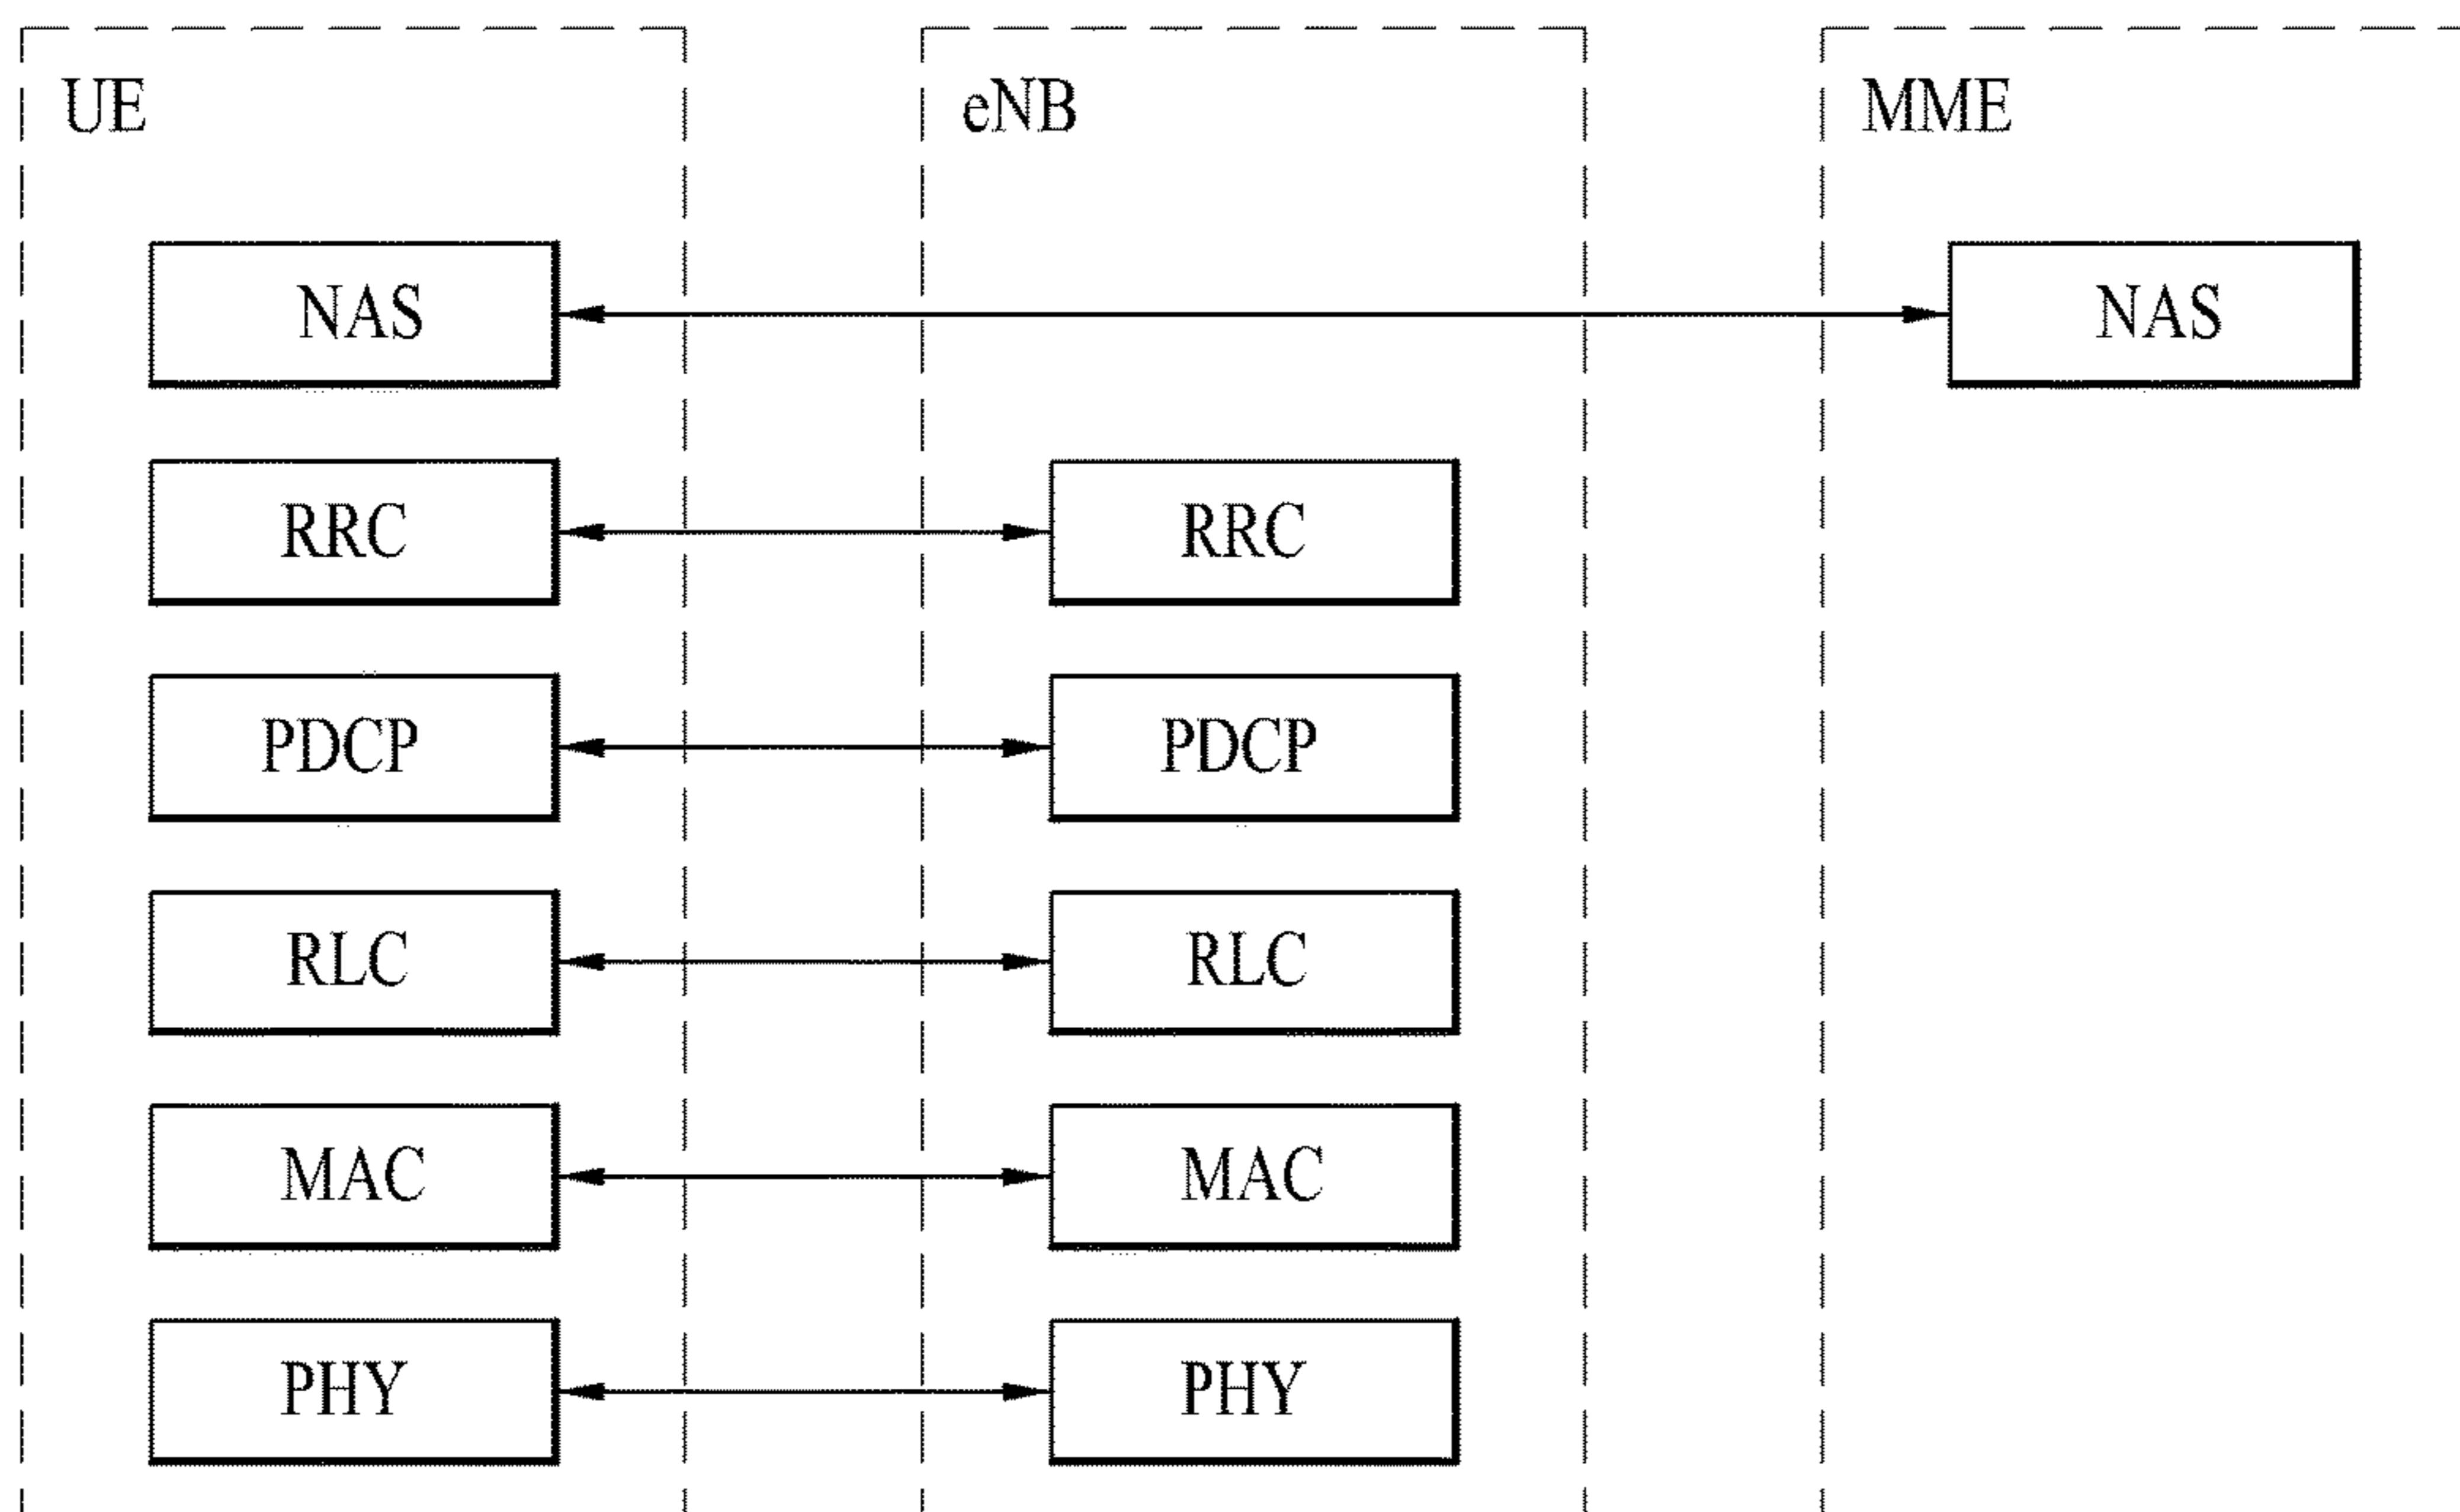 UE eNB MME
NAS NAS
RRC RRC
PDCP PDCP
RLC RLC
MAC MAC
PHY PHY